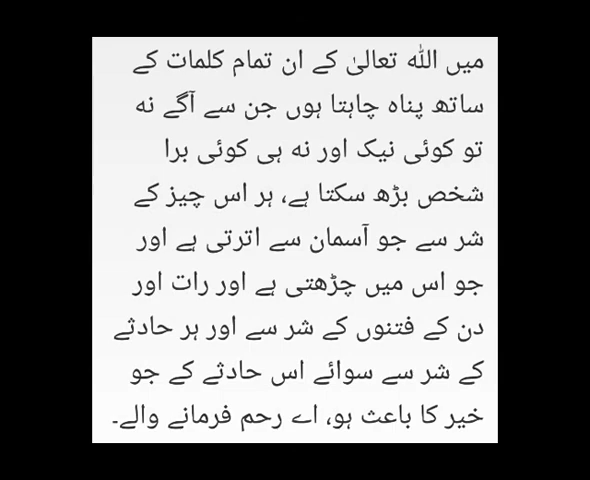 میں اللّٰہ تعالیٰ کے ان تمام کلمات کے
ساتھ پناہ چاہتا ہوں جن سے آگے نہ
تو کوئی نیک اور نہ ہی کوئی برا
شخص بڑھ سکتا ہے، ہر اس چیز کے
شر سے جو آسمان سے اترتی ہے اور
جو اس میں چڑھتی ہے اور رات اور
دن کے فتنوں کے شر سے اور ہر حادثے
کے شر سے سوائے اس حادثے کے جو
خیر کا باعث ہو، اے رحم فرمانے والے۔